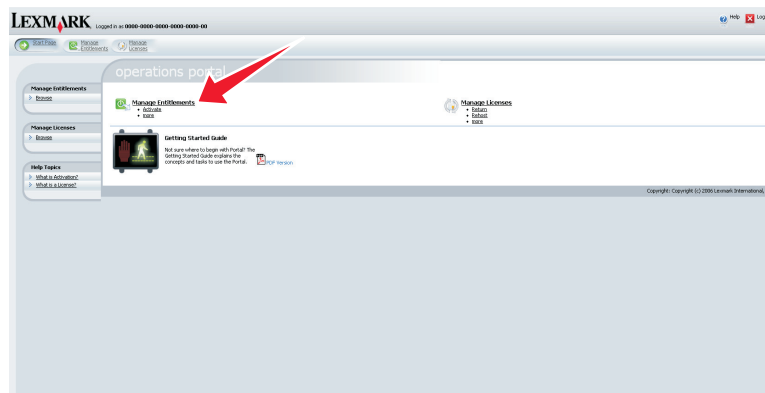 LEXMARK Logged in as 0000-0000-0000-0000-0000-00
Help Log
Start Page Manage Entitlements Manage Licenses
operations portal
Manage Entitlements
Browse
Manage Licenses
Browse
Help Topics
What is Activation?
What is a License?
Manage Entitlements
• Activate
• more
Manage Licenses
• Return
• Rehost
• more
Getting Started Guide
Not sure where to begin with Portal? The
Getting Started Guide explains the
concepts and tasks to use the Portal.
PDF Version
Copyright: Copyright (c) 2006 Lexmark International,